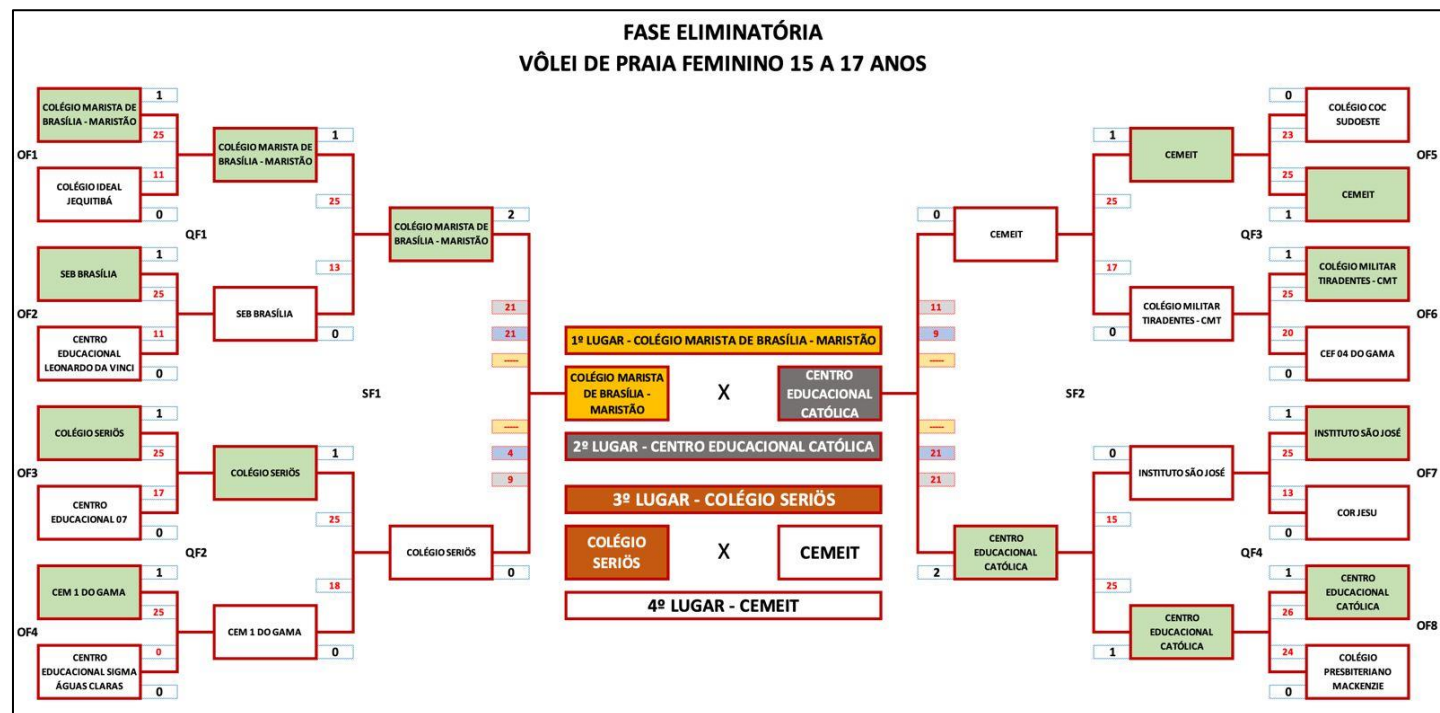 FASE ELIMINATÓRIA
VÔLEI DE PRAIA FEMININO 15 A 17 ANOS
OF1
1
COLÉGIO MARISTA DE
BRASÍLIA - MARISTÃO
25
11
COLÉGIO IDEAL
JEQUITIBÁ
0
QF1
OF2
1
SEB BRASÍLIA
25
11
CENTRO
EDUCACIONAL
LEONARDO DA VINCI
0
OF3
1
COLÉGIO SERIÖS
25
17
CENTRO
EDUCACIONAL 07
0
QF2
OF4
1
CEM 1 DO GAMA
25
0
CENTRO
EDUCACIONAL SIGMA
ÁGUAS CLARAS
0
1
COLÉGIO MARISTA DE
BRASÍLIA - MARISTÃO
25
13
SEB BRASÍLIA
0
1
COLÉGIO SERIÖS
25
18
CEM 1 DO GAMA
0
SF1
2
COLÉGIO MARISTA DE
BRASÍLIA - MARISTÃO
21
21
-----
-----
4
9
COLÉGIO SERIÖS
0
1º LUGAR - COLÉGIO MARISTA DE BRASÍLIA - MARISTÃO
COLÉGIO MARISTA
DE BRASÍLIA -
MARISTÃO
X
CENTRO
EDUCACIONAL
CATÓLICA
2º LUGAR - CENTRO EDUCACIONAL CATÓLICA
3º LUGAR - COLÉGIO SERIÖS
COLÉGIO
SERIÖS
X
CEMEIT
4º LUGAR - CEMEIT
0
CEMEIT
11
9
-----
-----
21
21
CENTRO
EDUCACIONAL
CATÓLICA
2
SF2
1
CEMEIT
25
17
COLÉGIO MILITAR
TIRADENTES - CMT
0
0
INSTITUTO SÃO JOSÉ
15
25
CENTRO
EDUCACIONAL
CATÓLICA
1
0
COLÉGIO COC
SUDOESTE
23
OF5
25
CEMEIT
1
QF3
1
COLÉGIO MILITAR
TIRADENTES - CMT
25
OF6
20
CEF 04 DO GAMA
0
1
INSTITUTO SÃO JOSÉ
25
OF7
13
COR JESU
0
QF4
1
CENTRO
EDUCACIONAL
CATÓLICA
26
OF8
24
COLÉGIO
PRESBITERIANO
MACKENZIE
0